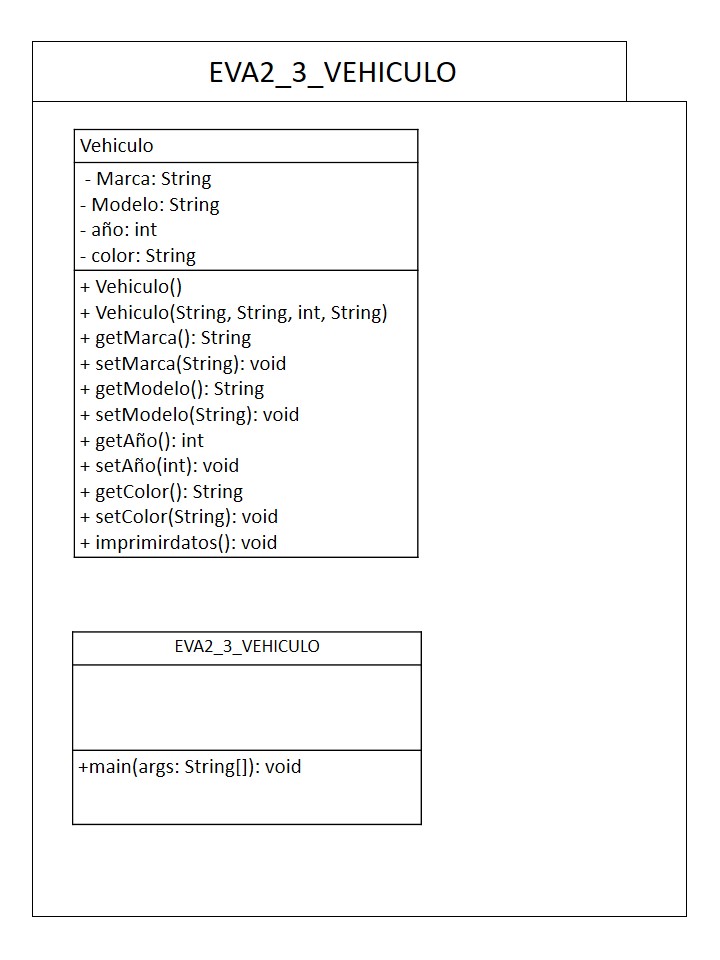 EVA2_3_VEHICULO
Vehiculo
- Marca: String
- Modelo: String
- año: int
- color: String
+ Vehiculo()
+ Vehiculo(String, String, int, String)
+ getMarca(): String
+ setMarca(String): void
+ getModelo(): String
+ setModelo(String): void
+ getAño(): int
+ setAño(int): void
+ getColor(): String
+ setColor(String): void
+ imprimirdatos(): void
EVA2_3_VEHICULO
+main(args: String[]): void